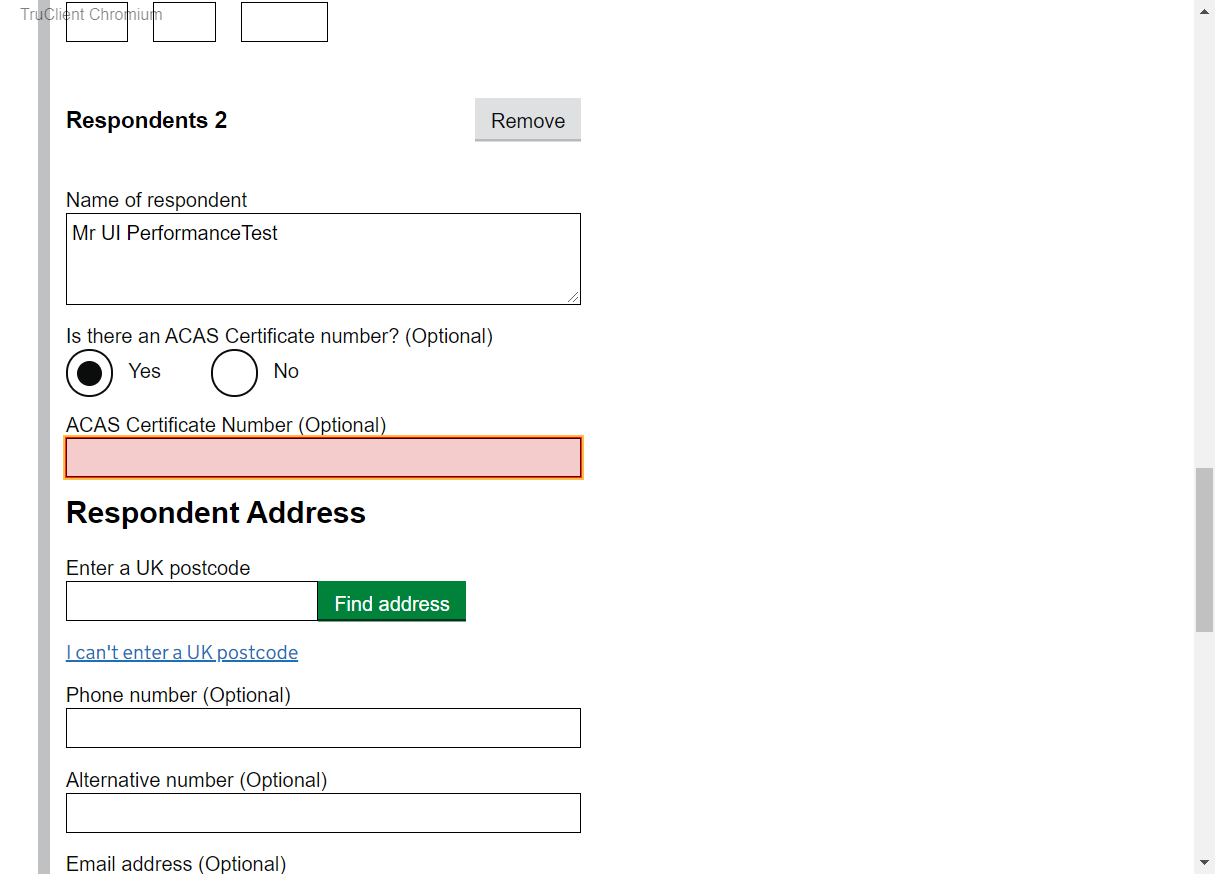 TruClient Chromium
Respondents 2
Remove
Name of respondent
Mr UI PerformanceTest
Is there an ACAS Certificate number? (Optional)
Yes No
ACAS Certificate Number (Optional)
Respondent Address
Enter a UK postcode
Find address
I can't enter a UK postcode
Phone number (Optional)
Alternative number (Optional)
Email address (Optional)